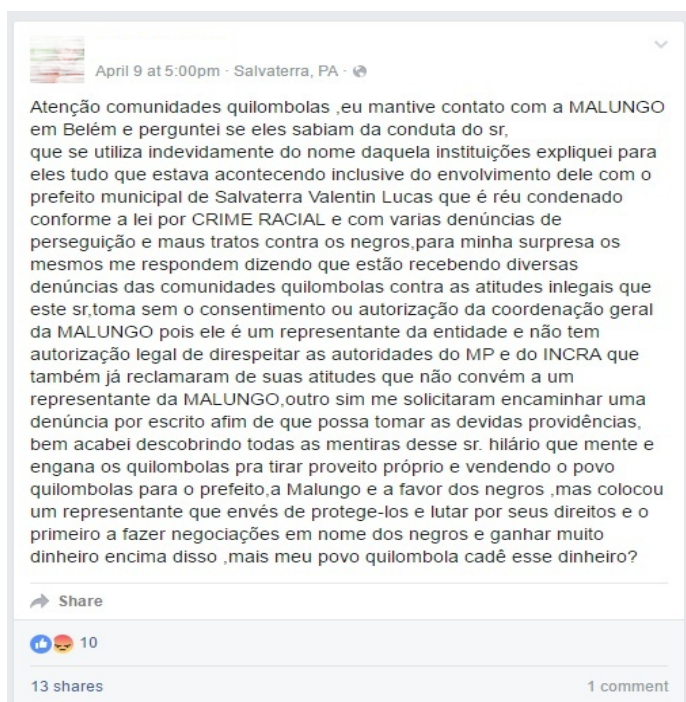 April 9 at 5:00pm · Salvaterra, PA ·
Atenção comunidades quilombolas ,eu mantive contato com a MALUNGO
em Belém e perguntei se eles sabiam da conduta do sr,
que se utiliza indevidamente do nome daquela instituições expliquei para
eles tudo que estava acontecendo inclusive do envolvimento dele com o
prefeito municipal de Salvaterra Valentin Lucas que é réu condenado
conforme a lei por CRIME RACIAL e com varias denúncias de
perseguição e maus tratos contra os negros,para minha surpresa os
mesmos me respondem dizendo que estão recebendo diversas
denúncias das comunidades quilombolas contra as atitudes inlegais que
este sr,toma sem o consentimento ou autorização da coordenação geral
da MALUNGO pois ele é um representante da entidade e não tem
autorização legal de direspeitar as autoridades do MP e do INCRA que
também já reclamaram de suas atitudes que não convém a um
representante da MALUNGO,outro sim me solicitaram encaminhar uma
denúncia por escrito afim de que possa tomar as devidas providências,
bem acabei descobrindo todas as mentiras desse sr. hilário que mente e
engana os quilombolas pra tirar proveito próprio e vendendo o povo
quilombolas para o prefeito,a Malungo e a favor dos negros ,mas colocou
um representante que envés de protege-los e lutar por seus direitos e o
primeiro a fazer negociações em nome dos negros e ganhar muito
dinheiro encima disso ,mais meu povo quilombola cadê esse dinheiro?
Share
10
13 shares 1 comment